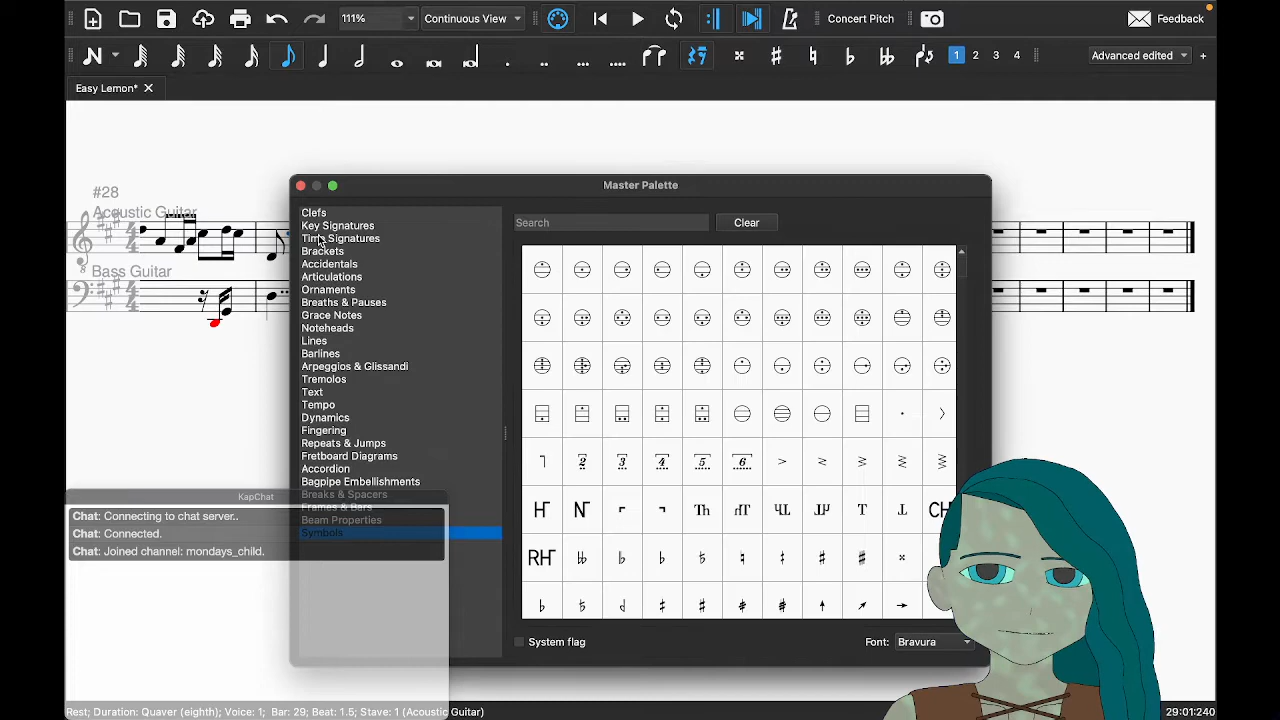 111%
Continuous View
Concert Pitch
Feedback
1 2 3 4
Advanced edited
+
Easy Lemon*
#28
Acoustic Guitar
Bass Guitar
Master Palette
Clefs
Key Signatures
Time Signatures
Brackets
Accidentals
Articulations
Ornaments
Breaths & Pauses
Grace Notes
Noteheads
Lines
Barlines
Arpeggios & Glissandi
Tremolos
Text
Tempo
Dynamics
Fingering
Repeats & Jumps
Fretboard Diagrams
Accordion
Bagpipe Embellishments
Breaks & Spacers
Frames & Bars
Beam Properties
Symbols
Search
Clear
System flag
Font: Bravura
KapChat
Chat: Connecting to chat server..
Chat: Connected.
Chat: Joined channel: mondays_child.
Rest; Duration: Quaver (eighth); Voice: 1; Bar: 29; Beat: 1.5; Stave: 1 (Acoustic Guitar)
29:01:240